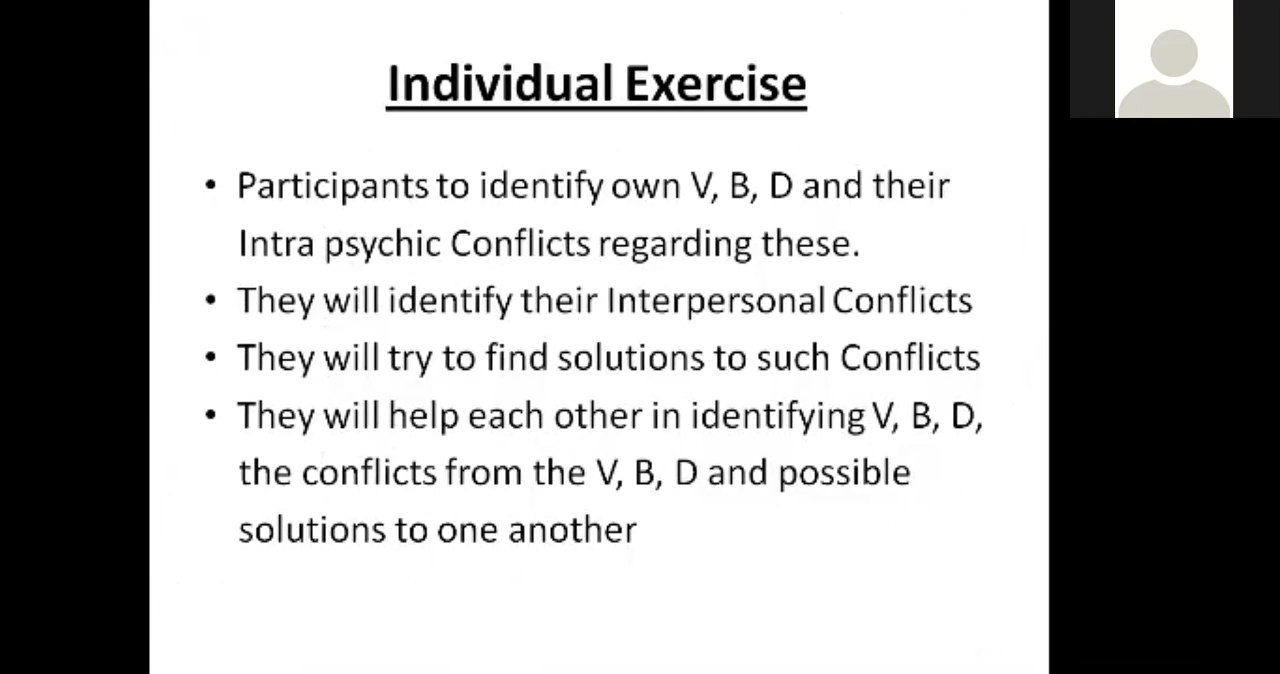 Individual Exercise
• Participants to identify own V, B, D and their
Intra psychic Conflicts regarding these.
• They will identify their Interpersonal Conflicts
• They will try to find solutions to such Conflicts
• They will help each other in identifying V, B, D,
the conflicts from the V, B, D and possible
solutions to one another